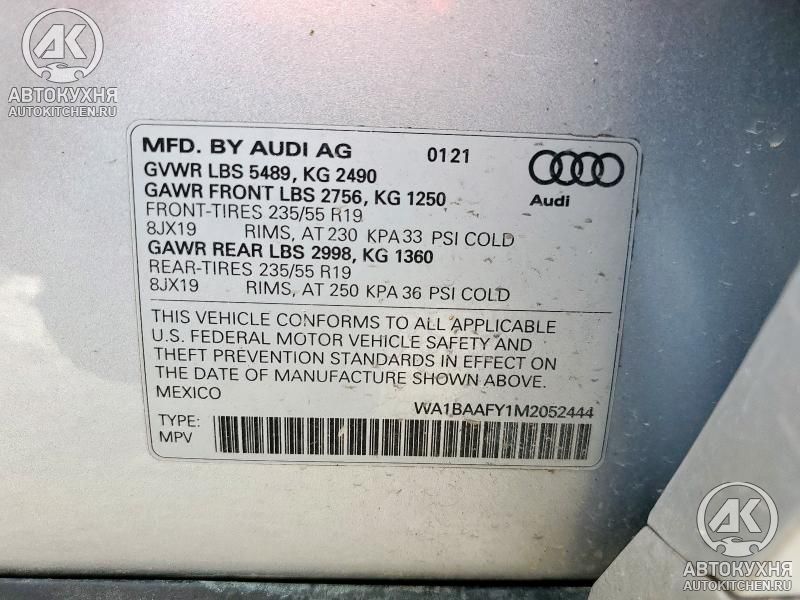 АК
АВТОКУХНЯ
AUTOKITCHEN.RU
MFD. BY AUDI AG 0121
GVWR LBS 5489, KG 2490
GAWR FRONT LBS 2756, KG 1250
FRONT-TIRES 235/55 R19
8JX19 RIMS, AT 230 KPA 33 PSI COLD
GAWR REAR LBS 2998, KG 1360
REAR-TIRES 235/55 R19
8JX19 RIMS, AT 250 KPA 36 PSI COLD
Audi
THIS VEHICLE CONFORMS TO ALL APPLICABLE
U.S. FEDERAL MOTOR VEHICLE SAFETY AND
THEFT PREVENTION STANDARDS IN EFFECT ON
THE DATE OF MANUFACTURE SHOWN ABOVE.
MEXICO WA1BAAFY1M2052444
TYPE:
MPV
АК
АВТОКУХНЯ
AUTOKITCHEN.RU